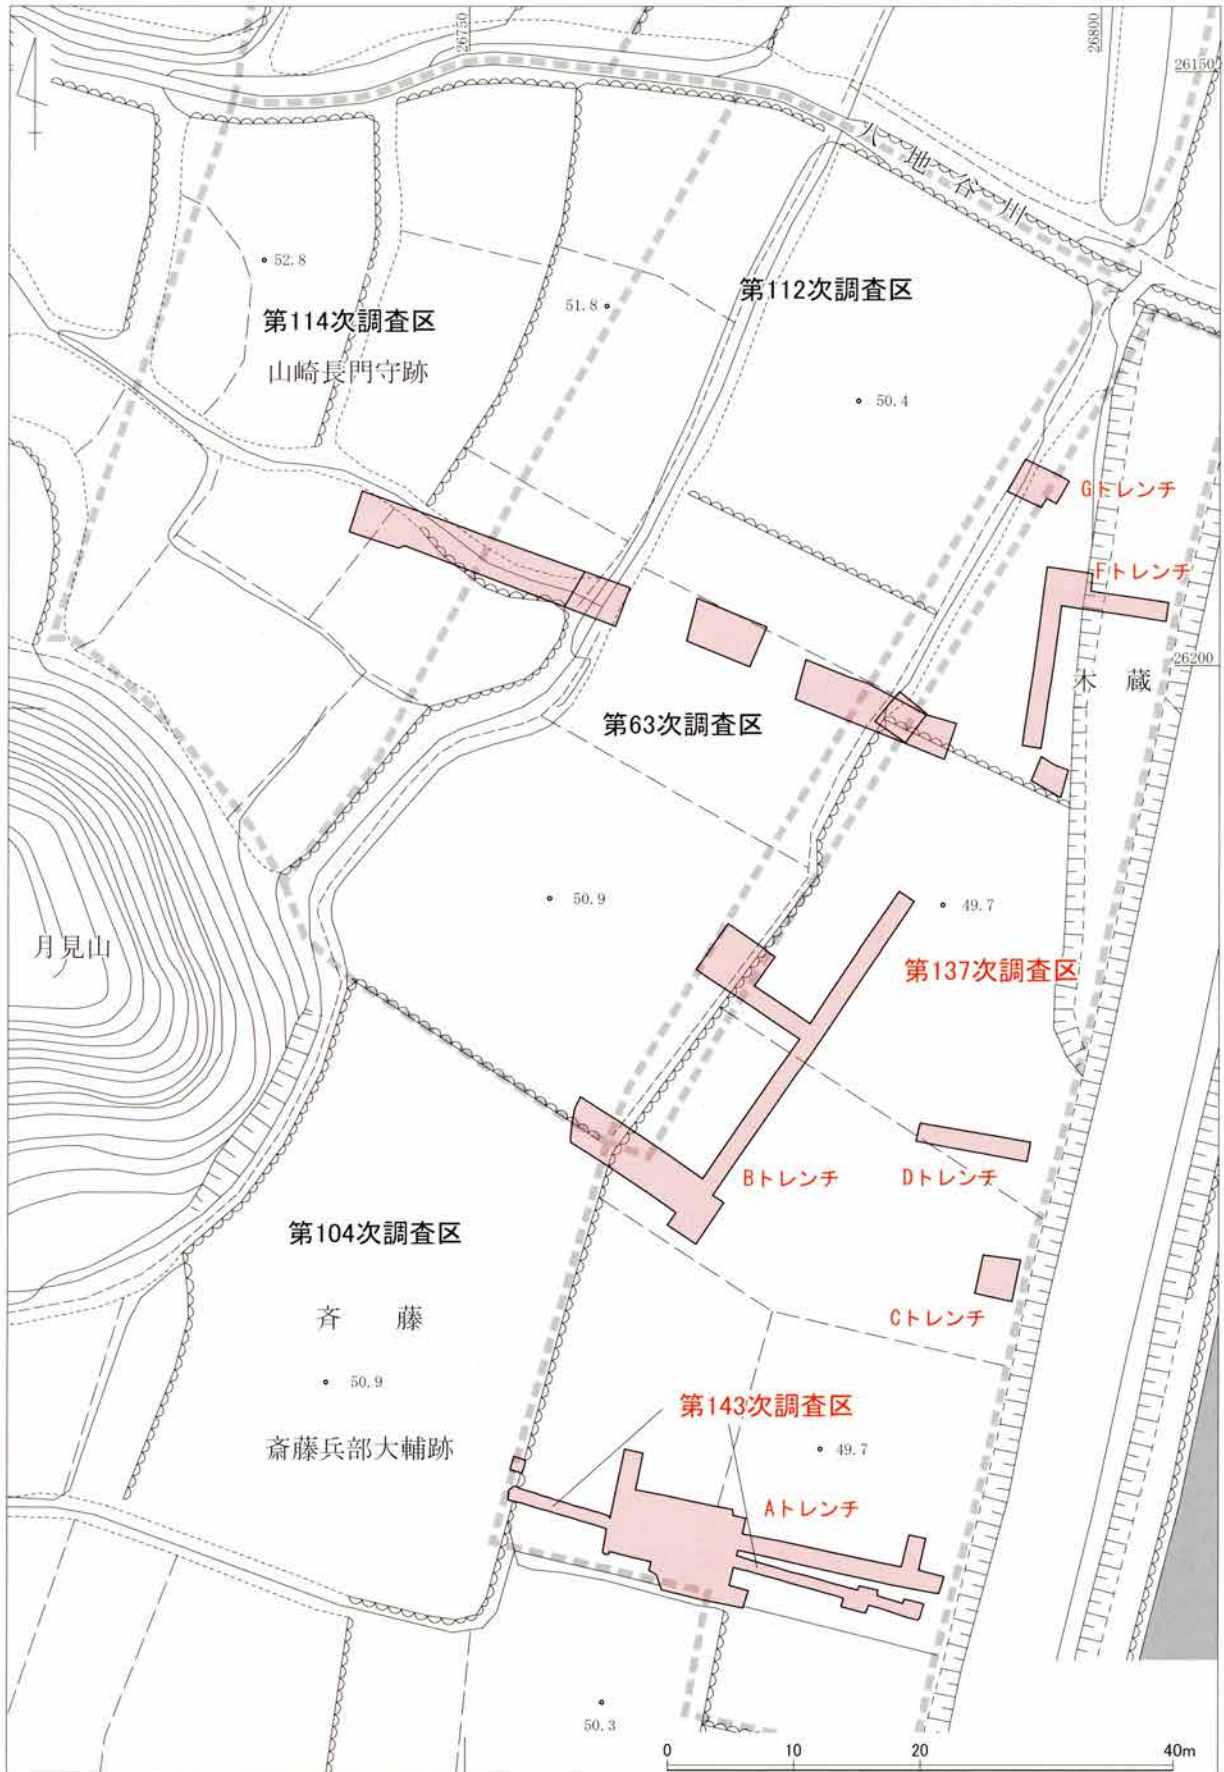 26750
26800
26150
八地谷川
52.8
第114次調査区
山崎長門守跡
51.8
第112次調査区
50.4
Gトレンチ
Fトレンチ
26200
木蔵
第63次調査区
50.9
49.7
月見山
第137次調査区
Bトレンチ
Dトレンチ
第104次調査区
Cトレンチ
斉藤
50.9
第143次調査区
斎藤兵部大輔跡
49.7
Aトレンチ
50.3
0 10 20 40m